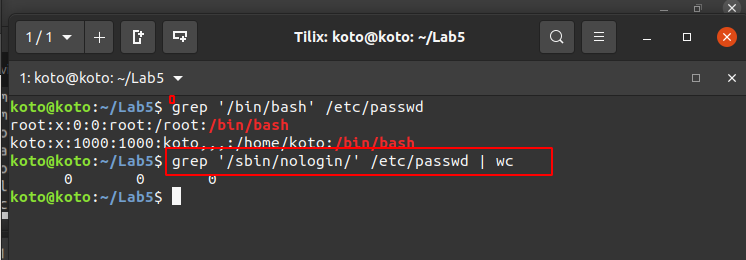 1 / 1
Tilix: koto@koto: ~/Lab5
1: koto@koto: ~/Lab5
koto@koto:~/Lab5$ grep '/bin/bash' /etc/passwd
root:x:0:0:root:/root:/bin/bash
koto:x:1000:1000:koto,,,:/home/koto:/bin/bash
koto@koto:~/Lab5$ grep '/sbin/nologin/' /etc/passwd | wc
0 0 0
koto@koto:~/Lab5$